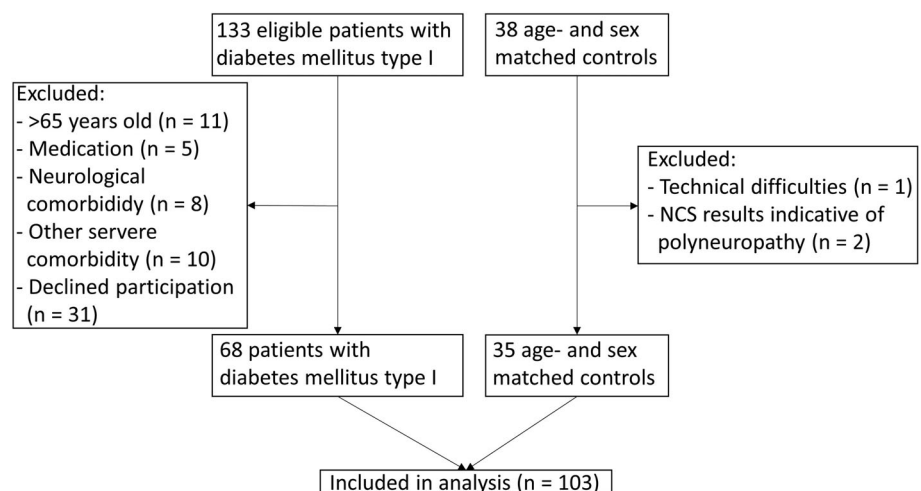 133 eligible patients with
diabetes mellitus type I
38 age- and sex
matched controls
Excluded:
- >65 years old (n = 11)
- Medication (n = 5)
- Neurological
comorbididy (n = 8)
- Other servere
comorbidity (n = 10)
- Declined participation
(n = 31)
Excluded:
- Technical difficulties (n = 1)
- NCS results indicative of
polyneuropathy (n = 2)
68 patients with
diabetes mellitus type I
35 age- and sex
matched controls
Included in analysis (n = 103)